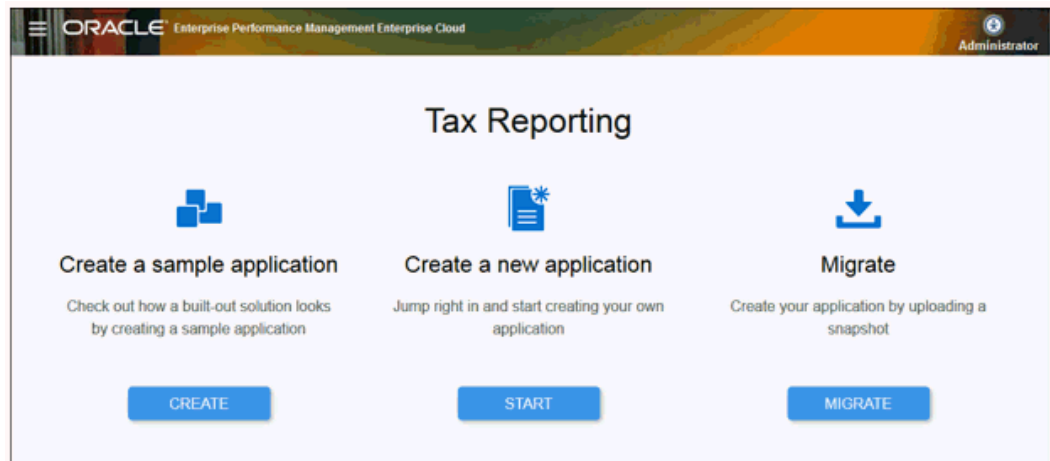 ORACLE Enterprise Performance Management Enterprise Cloud
Administrator
Tax Reporting
Create a sample application
Check out how a built-out solution looks
by creating a sample application
CREATE
Create a new application
Jump right in and start creating your own
application
START
Migrate
Create your application by uploading a
snapshot
MIGRATE